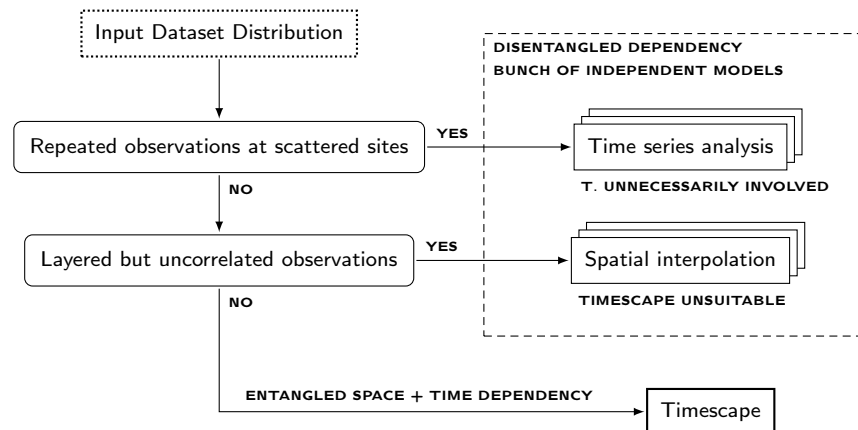 Input Dataset Distribution
DISENTANGLED DEPENDENCY
BUNCH OF INDEPENDENT MODELS
Repeated observations at scattered sites
YES
Time series analysis
T. UNNECESSARILY INVOLVED
NO
Layered but uncorrelated observations
YES
Spatial interpolation
TIMESCAPE UNSUITABLE
NO
ENTANGLED SPACE + TIME DEPENDENCY
Timescape